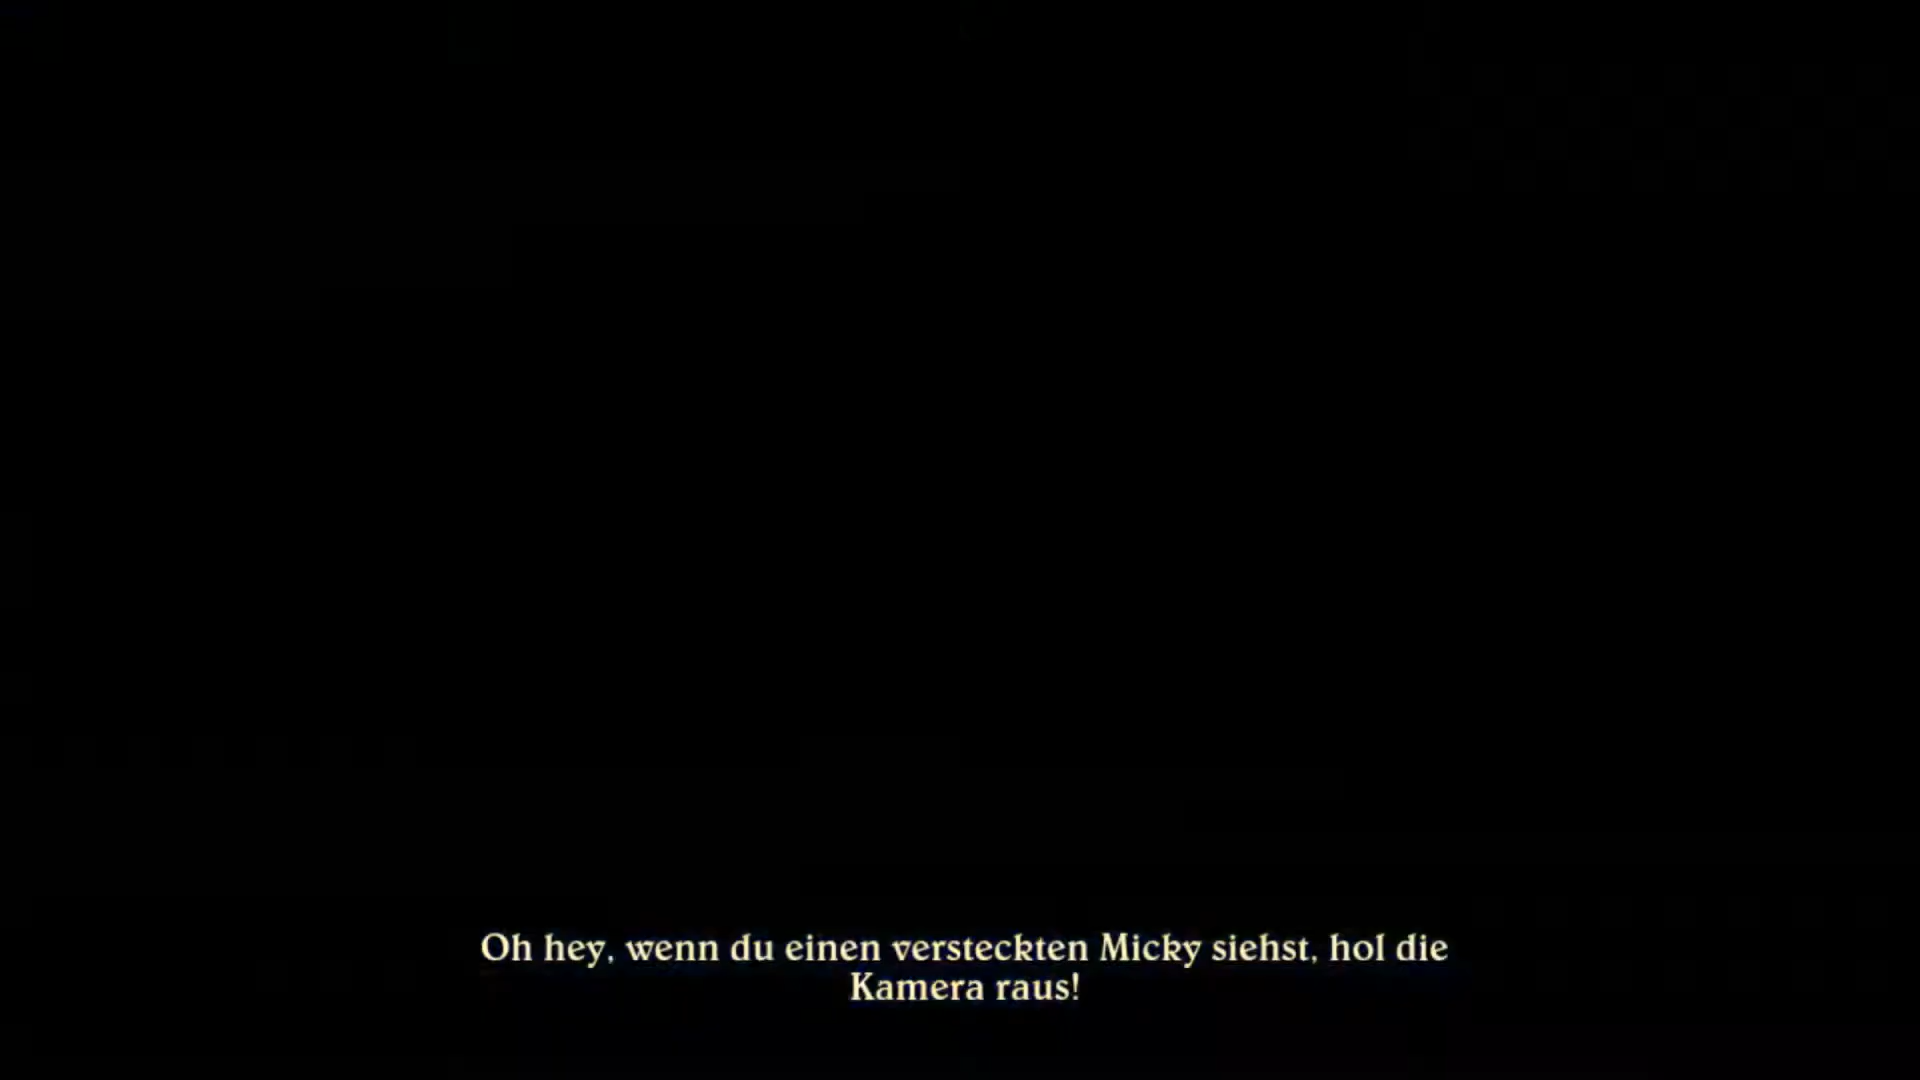 Oh hey, wenn du einen versteckten Micky siehst, hol die
Kamera raus!